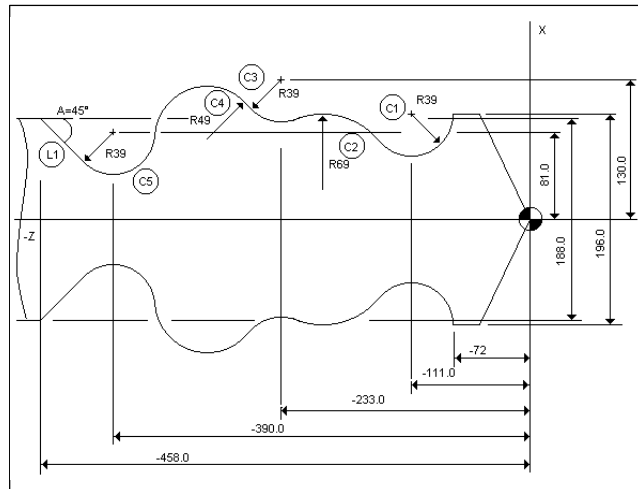 X
C3
C1
R39
R39
A=45°
C4
R49
L1
R39
C2
C5
R69
81.0
130.0
188.0
196.0
-Z
-72
-111.0
-233.0
-390.0
-458.0